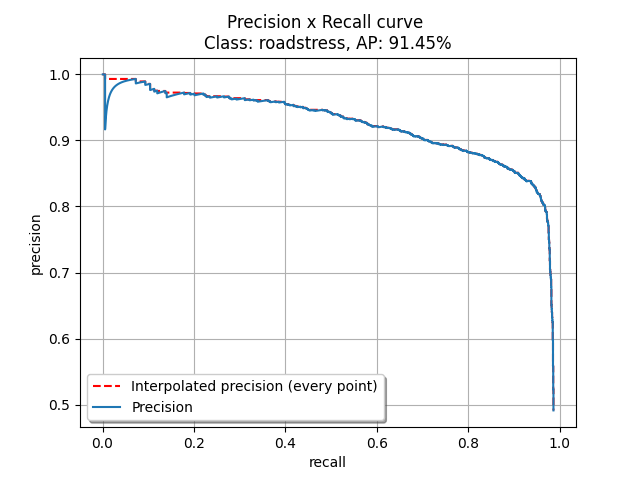 Precision x Recall curve
Class: roadstress, AP: 91.45%
1.0
0.9
0.8
0.7
0.6
0.5
precision
Interpolated precision (every point)
Precision
0.0 0.2 0.4 0.6 0.8 1.0
recall